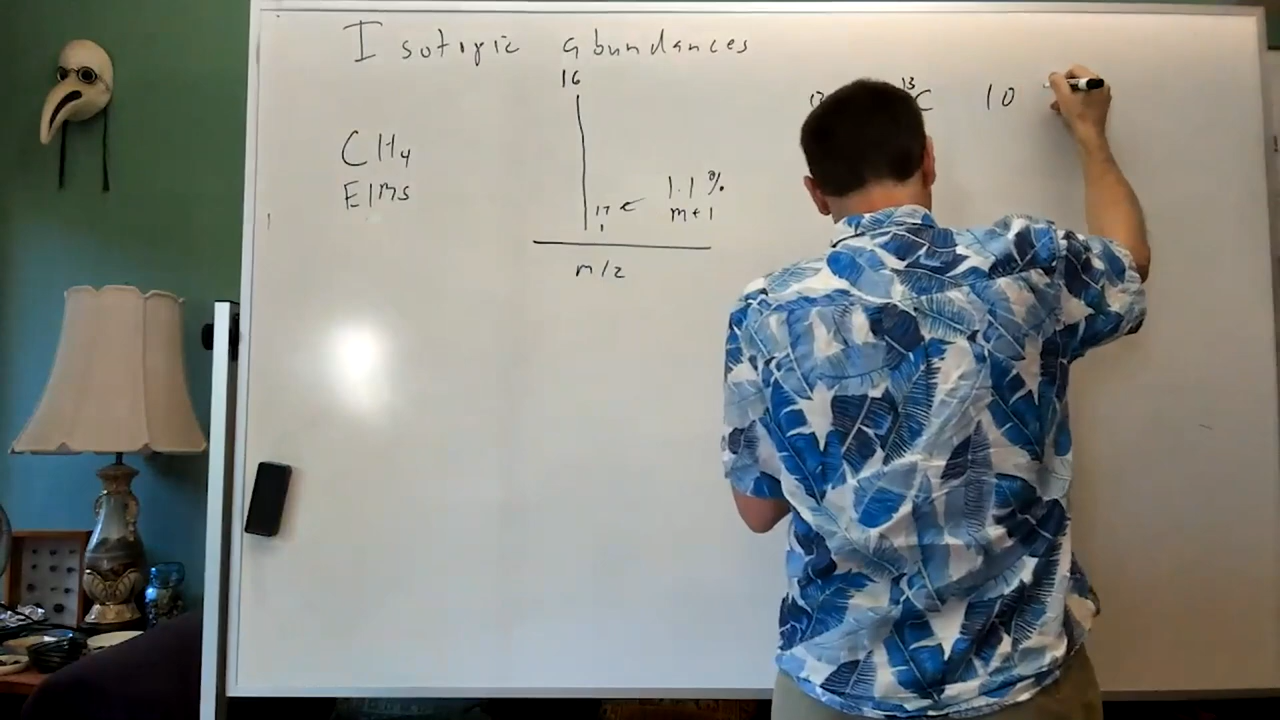 Isotopic abundances
16
CH4
EIMS
17 ← 1.1%
m+1
m/z
13C 10